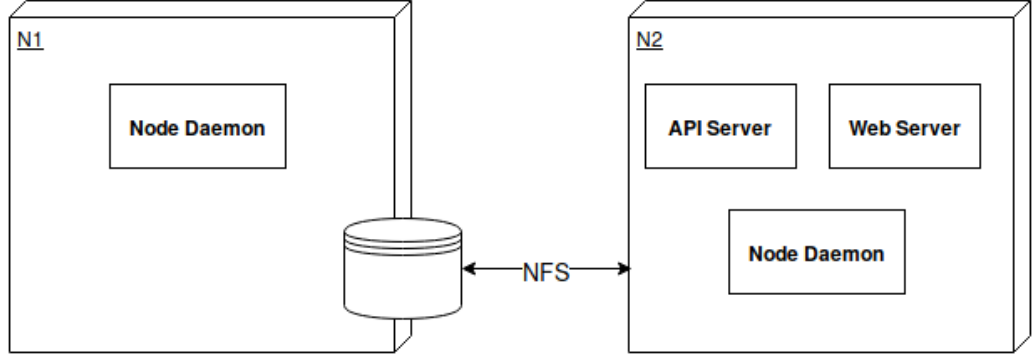 N1
Node Daemon
NFS
N2
API Server
Web Server
Node Daemon